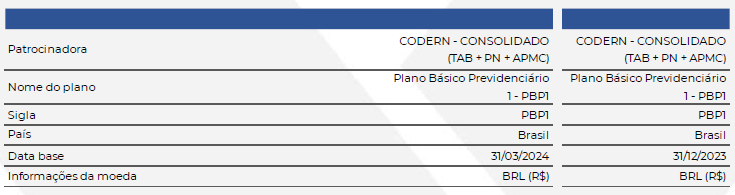 Patrocinadora CODERN - CONSOLIDADO (TAB + PN + APMC) CODERN - CONSOLIDADO (TAB + PN + APMC)
Nome do plano Plano Básico Previdenciário 1 - PBP1 Plano Básico Previdenciário 1 - PBP1
Sigla PBP1 PBP1
País Brasil Brasil
Data base 31/03/2024 31/12/2023
Informações da moeda BRL (R$) BRL (R$)